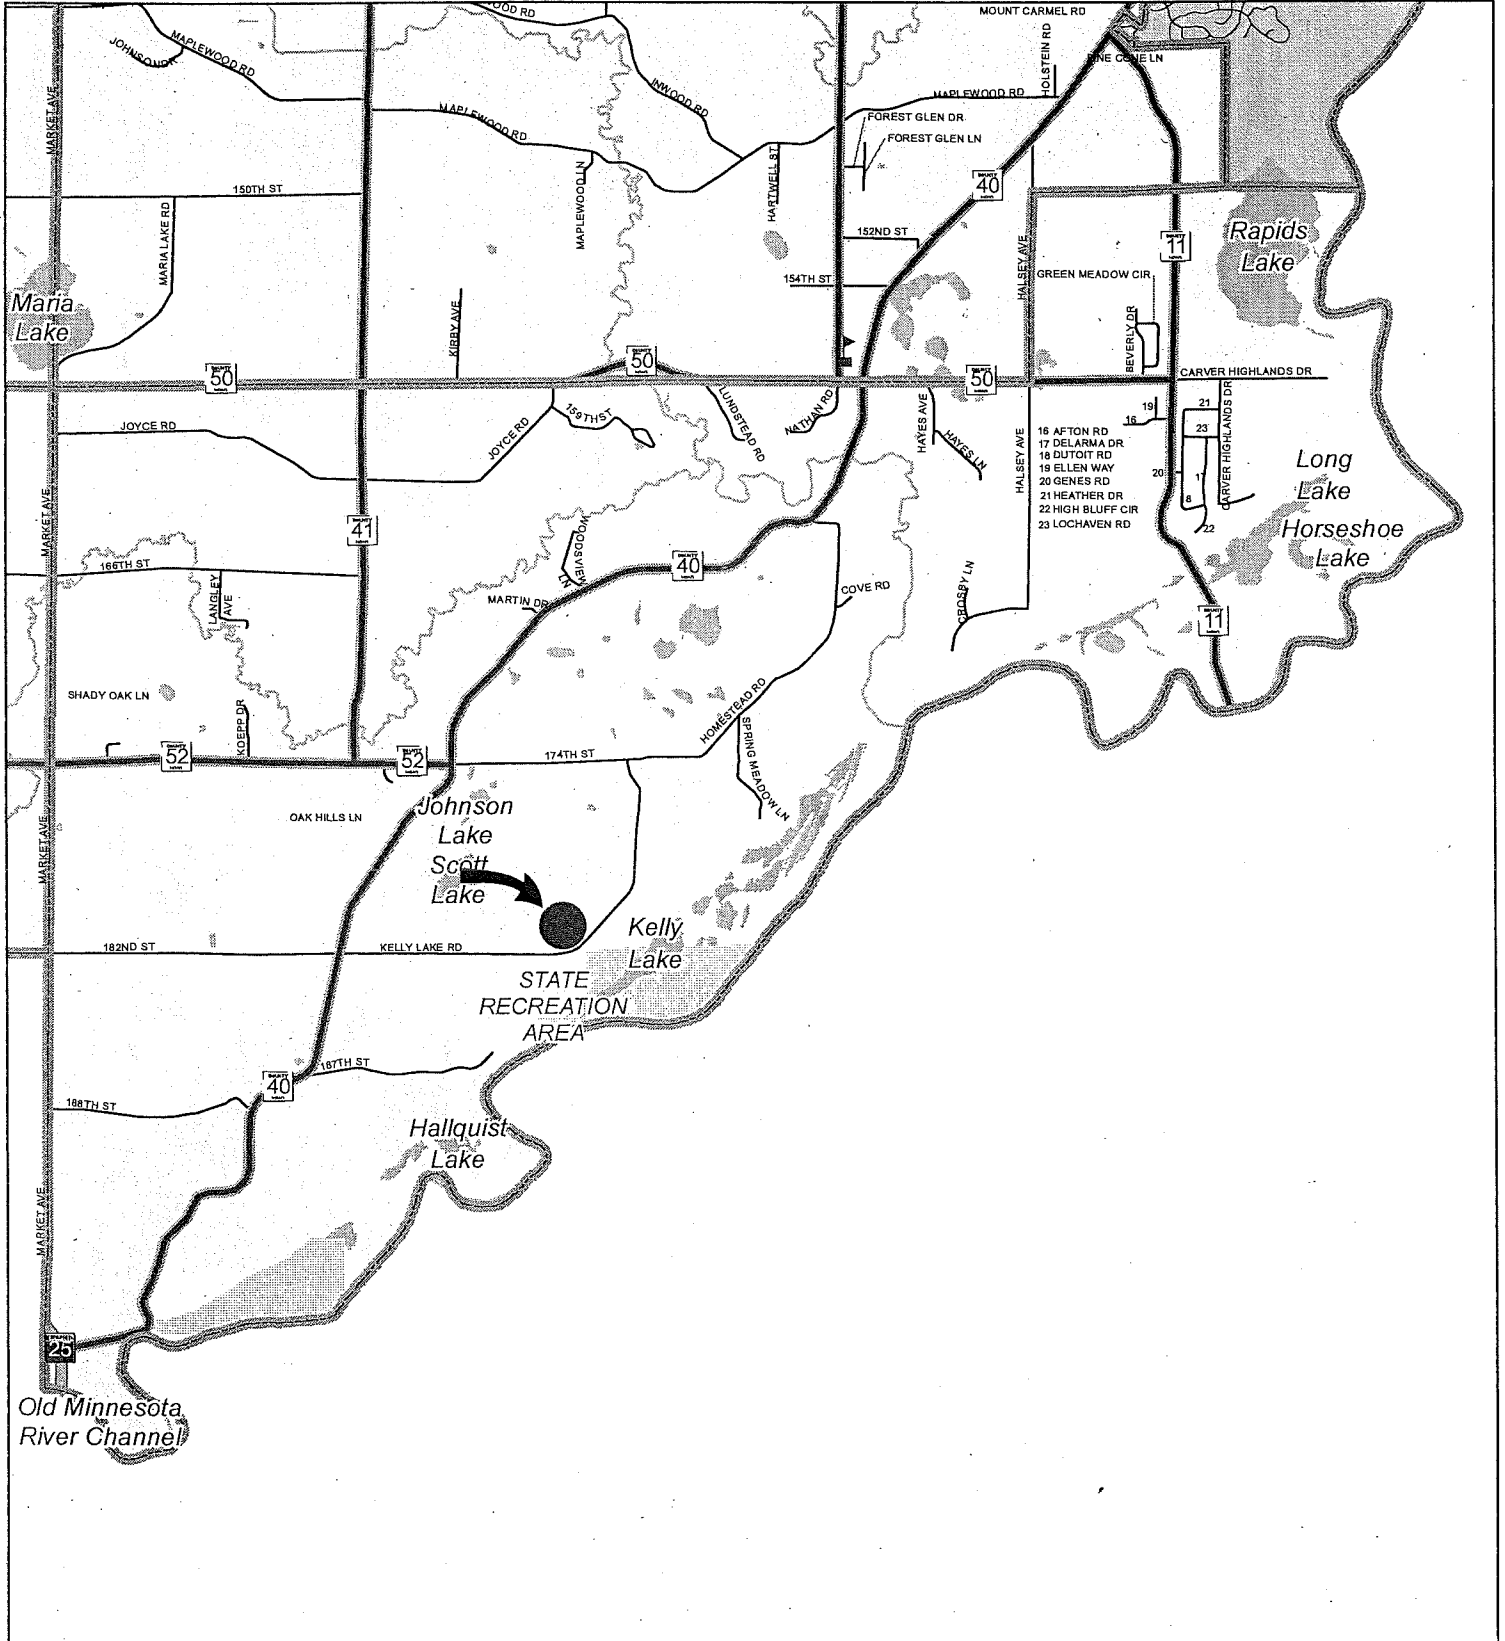 MOUNT CARMEL RD
MAPLEWOOD RD
JOHNSON DR
HOLSTEIN RD
INWOOD RD
MAPLEWOOD RD
MAPLEWOOD RD
MARKET AVE
FOREST GLEN DR
FOREST GLEN LN
HARTWELL ST
MAPLEWOOD LN
40
150TH ST
MARIA LAKE RD
152ND ST
11
Rapids
Lake
HALSEY AVE
GREEN MEADOW CIR
154TH ST
Maria
Lake
KIRBY AVE
BEVERLY DR
50
50
50
CARVER HIGHLANDS DR
JOYCE RD
JOYCE RD
159TH ST
LUNDSTEAD RD
NATHAN RD
HAYES AVE
HAYES LN
HALSEY AVE
19
16
21
23
CARVER HIGHLANDS DR
16 AFTON RD
17 DELARMA DR
18 DUTOIT RD
19 ELLEN WAY
20 GENES RD
21 HEATHER DR
22 HIGH BLUFF CIR
23 LOCHAVEN RD
20
22
Long
Lake
Horseshoe
Lake
MARKET AVE
41
WOODSVIEW
LN
40
166TH ST
LANGLEY
AVE
MARTIN DR
COVE RD
CROSBY LN
11
SHADY OAK LN
KOEPP DR
HOMESTEAD RD
SPRING MEADOW LN
52
52
174TH ST
OAK HILLS LN
Johnson
Lake
MARKET AVE
Scott
Lake
Kelly
Lake
182ND ST
KELLY LAKE RD
STATE
RECREATION
AREA
187TH ST
40
188TH ST
Hallquist
Lake
MARKET AVE
25
Old Minnesota
River Channel